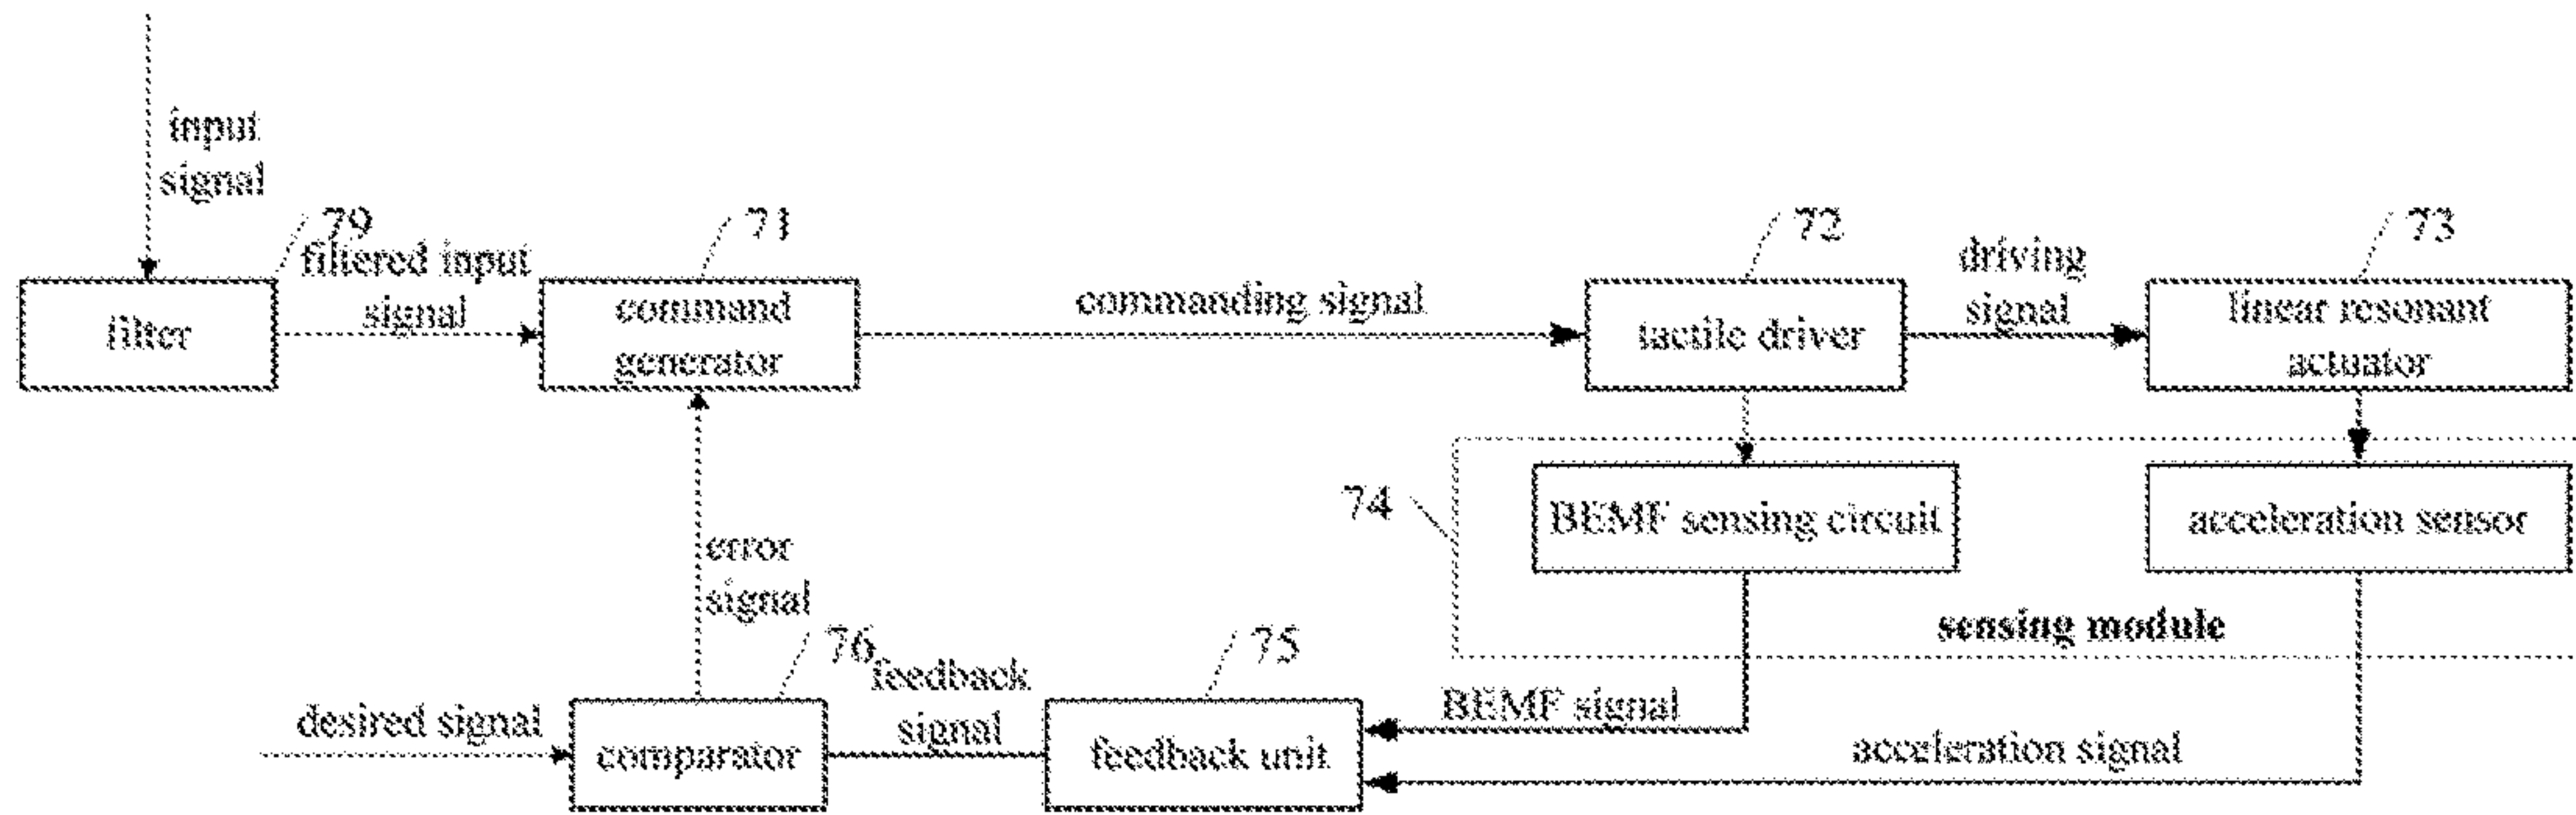 input
signal
79
71
72
73
filtered input
signal
driving
signal
filter
command
generator
commanding signal
tactile driver
linear resonant
actuator
74
BEMF sensing circuit
acceleration sensor
error
signal
sensing module
76
75
feedback
signal
desired signal
comparator
feedback unit
BEMF signal
acceleration signal